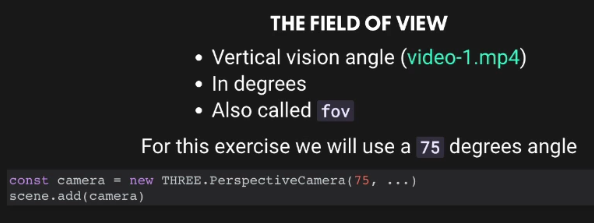 THE FIELD OF VIEW
• Vertical vision angle (video-1.mp4)
• In degrees
• Also called fov
For this exercise we will use a 75 degrees angle
const camera = new THREE.PerspectiveCamera(75, ...)
scene.add(camera)